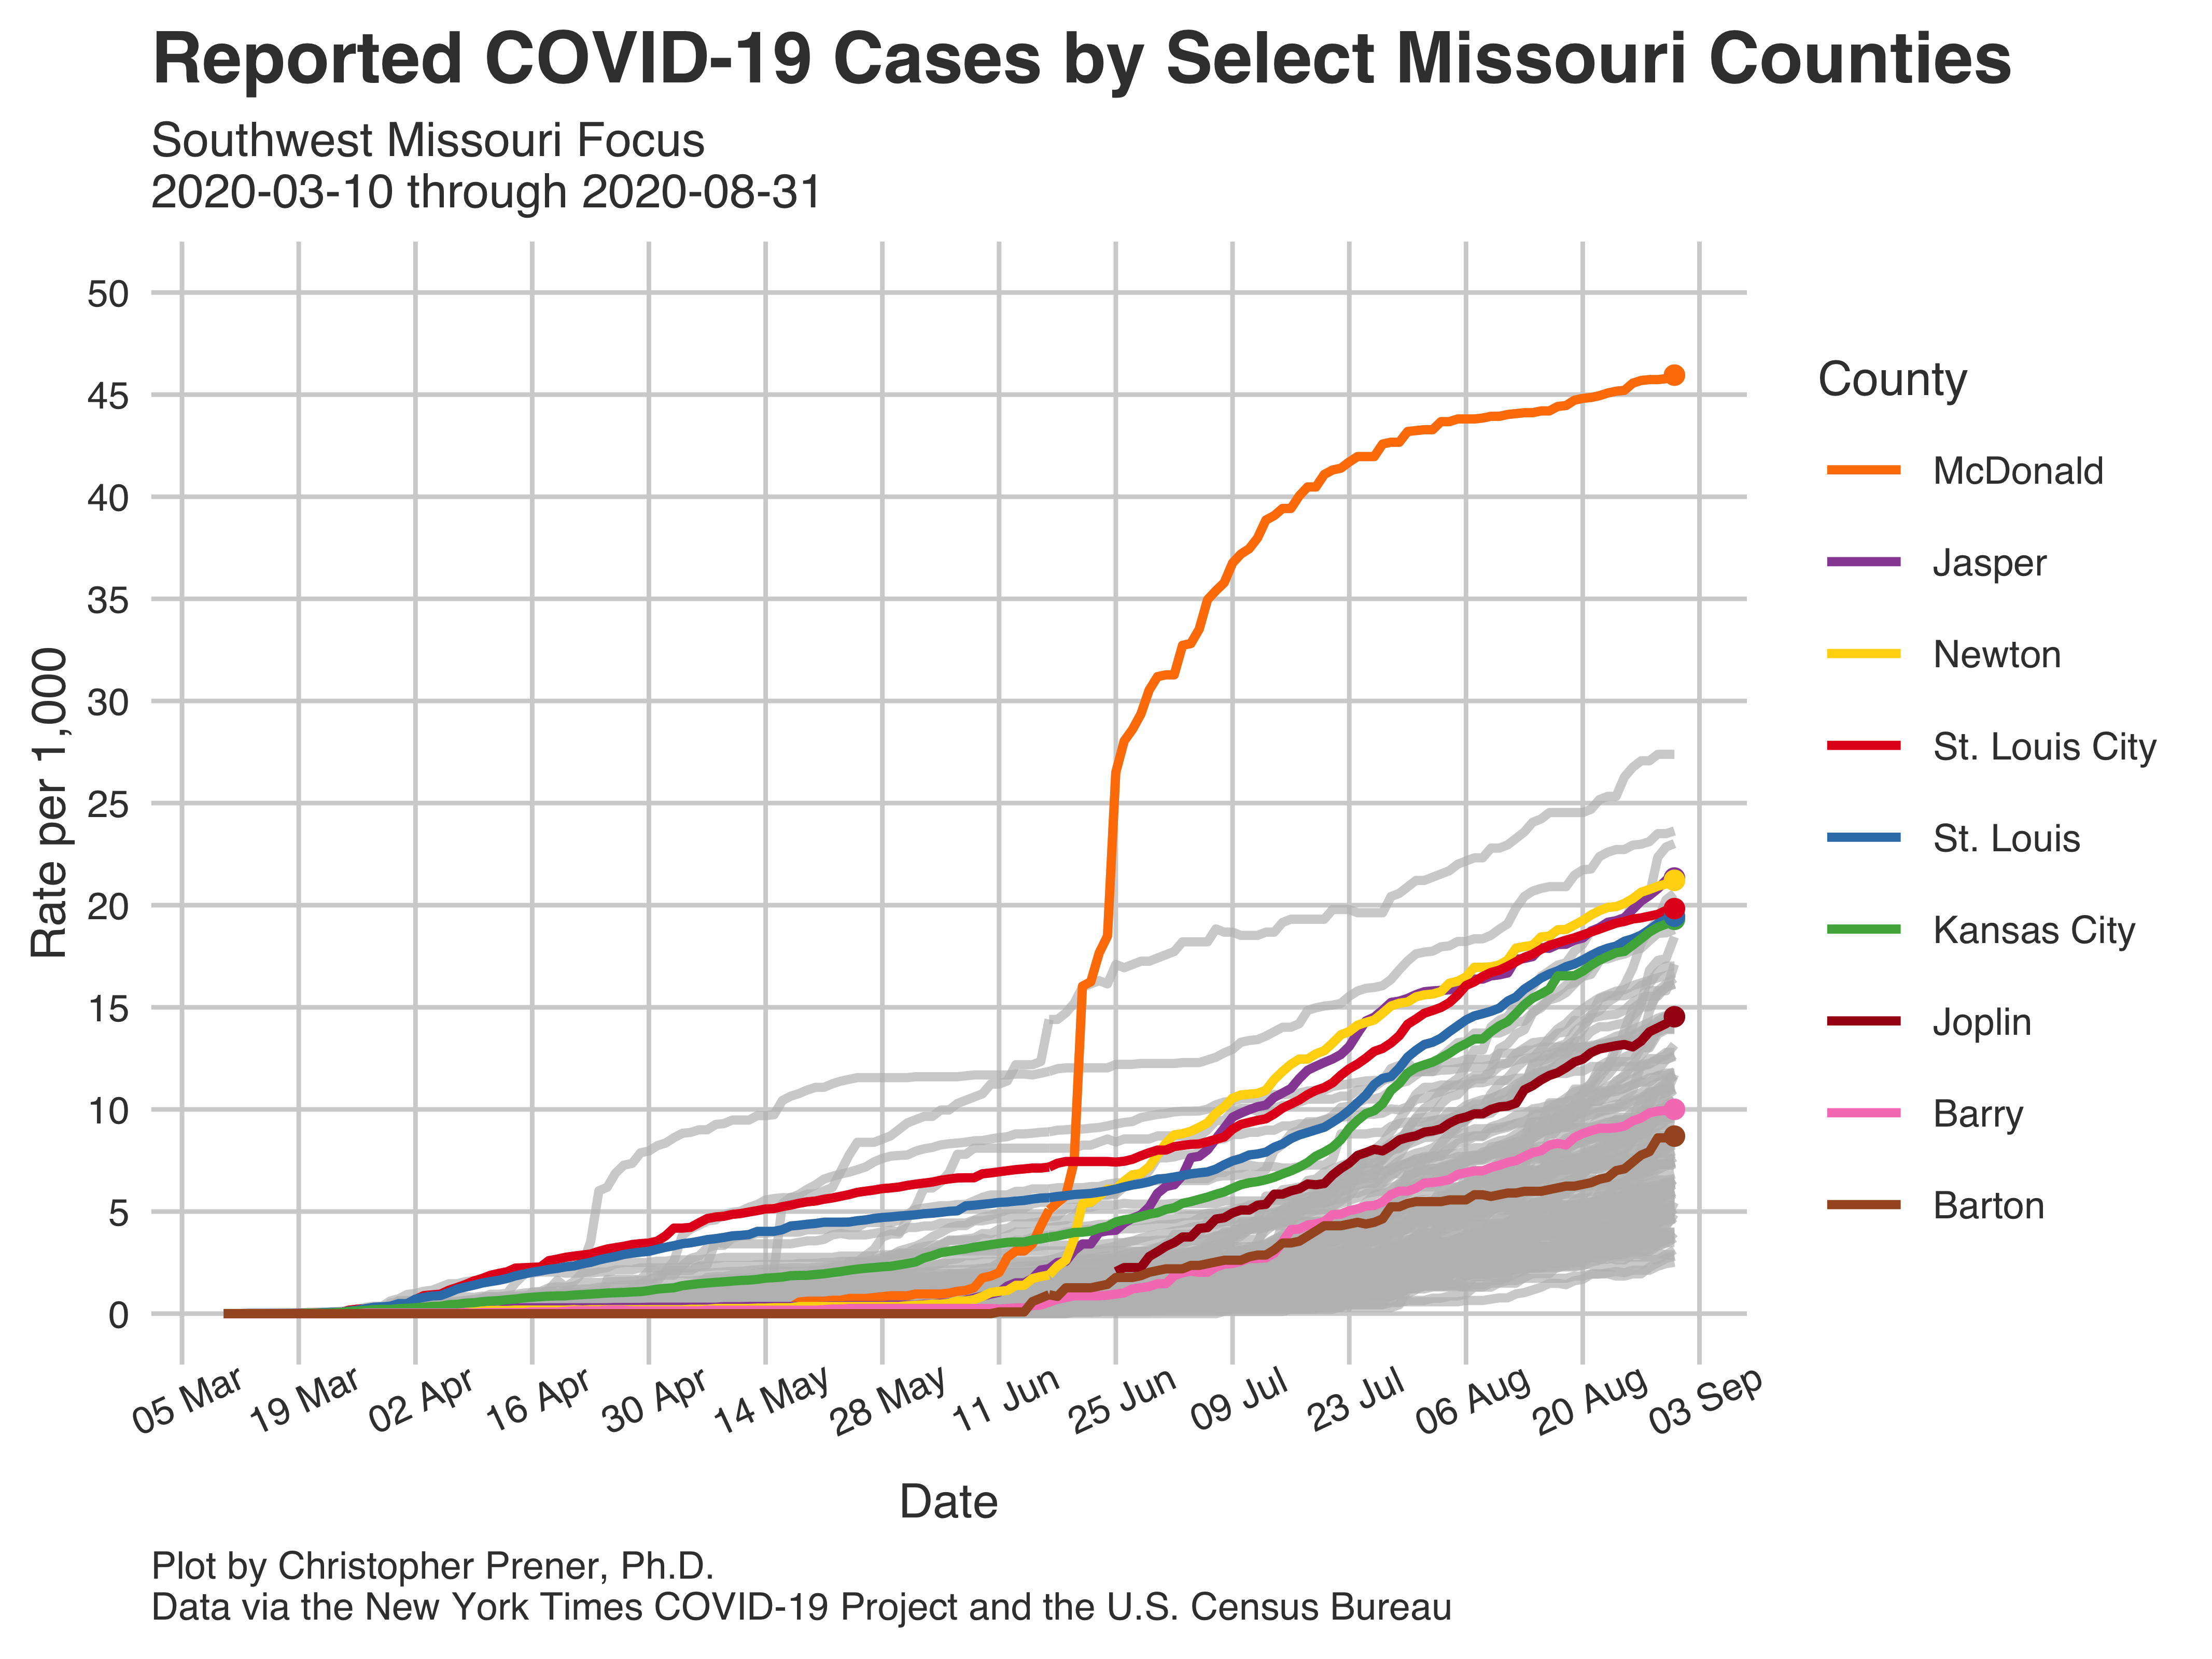 Reported COVID-19 Cases by Select Missouri Counties
Southwest Missouri Focus
2020-03-10 through 2020-08-31
Rate per 1,000
50
45
40
35
30
25
20
15
10
5
0
05 Mar
19 Mar
02 Apr
16 Apr
30 Apr
14 May
28 May
11 Jun
25 Jun
09 Jul
23 Jul
06 Aug
20 Aug
03 Sep
Date
County
McDonald
Jasper
Newton
St. Louis City
St. Louis
Kansas City
Joplin
Barry
Barton
Plot by Christopher Prener, Ph.D.
Data via the New York Times COVID-19 Project and the U.S. Census Bureau